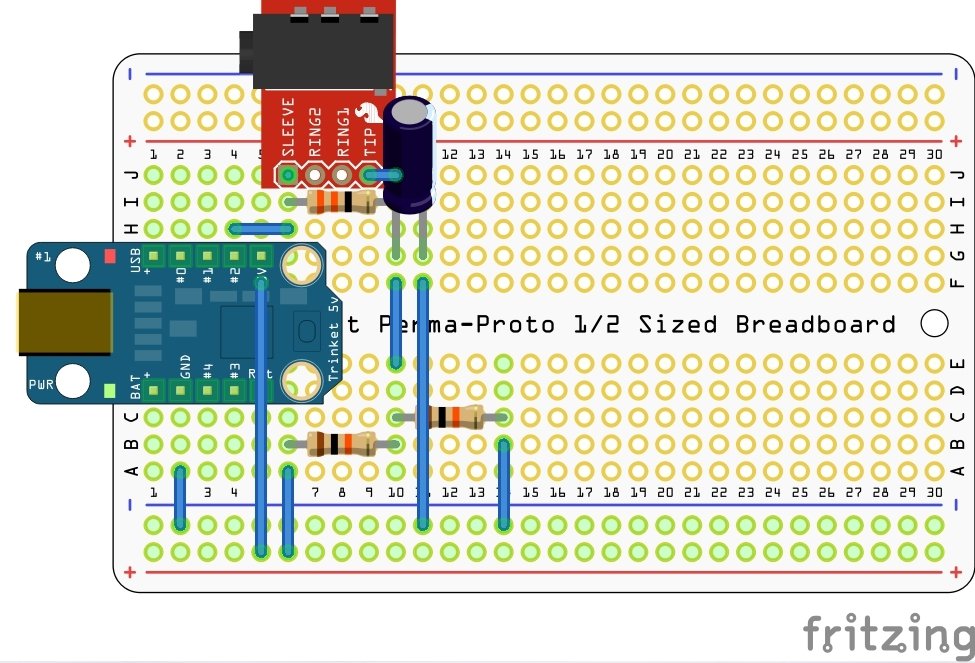 SLEEVE
RING2
RING1
TIP
- -
+ +
1 2 3 4 12 13 14 15 16 17 18 19 20 21 22 23 24 25 26 27 28 29 30
J J
I I
H H
#1 USB + #0 #1 #2 G
F
t Perma-Proto 1/2 Sized Breadboard
Trinket 5v
PWR BAT + GND #4 #3 E
D
C C
B B
A A
1 3 4 7 8 9 10 12 13 15 16 17 18 19 20 21 22 23 24 25 26 27 28 29 30
- -
+ +
fritzing